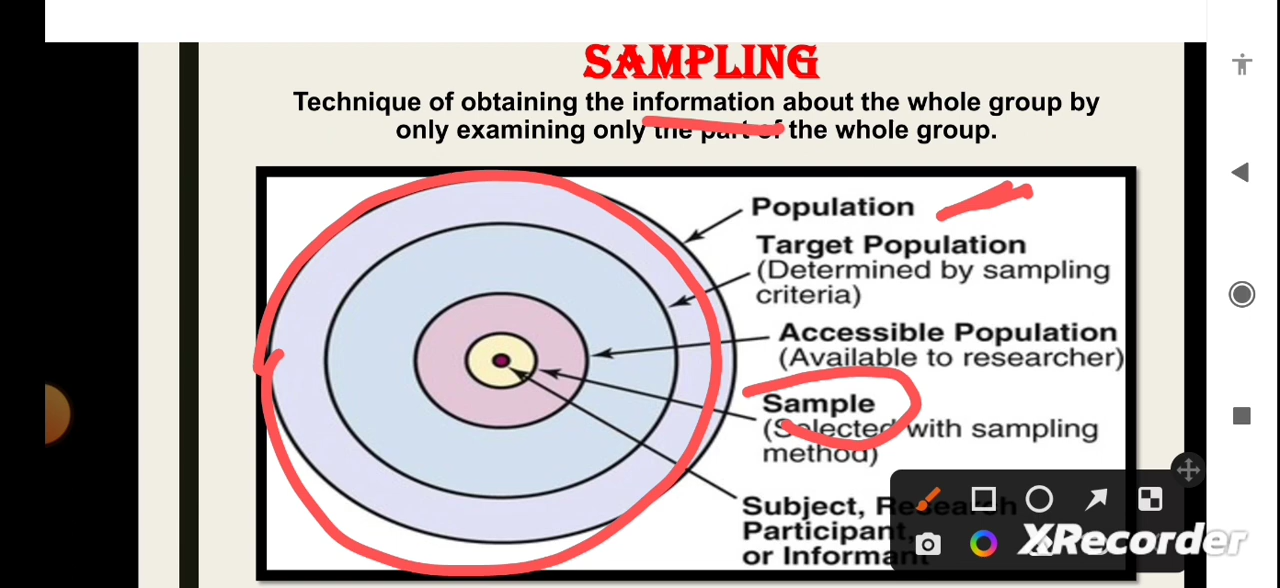 SAMPLING
Technique of obtaining the information about the whole group by
only examining only the part of the whole group.
Population
Target Population
(Determined by sampling
criteria)
Accessible Population
(Available to researcher)
Sample
(Selected with sampling
method)
Subject, Research
Participant,
or Informant
XRecorder